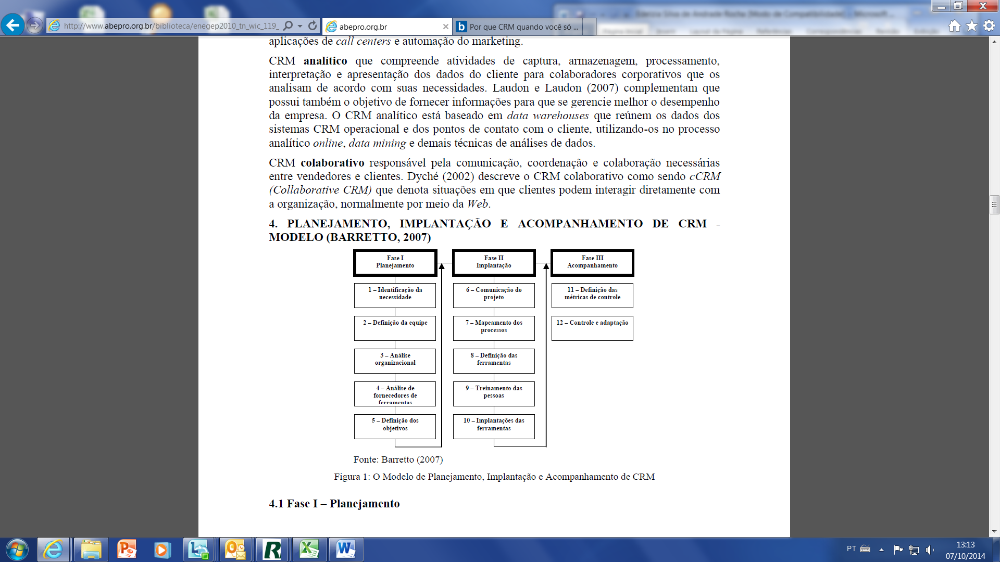 http://www.abepro.org.br/biblioteca/enegep2010_tn_wic_119_
abepro.org.br
Por que CRM quando você só ...
aplicações de call centers e automação do marketing.
CRM analítico que compreende atividades de captura, armazenagem, processamento,
interpretação e apresentação dos dados do cliente para colaboradores corporativos que os
analisam de acordo com suas necessidades. Laudon e Laudon (2007) complementam que
possui também o objetivo de fornecer informações para que se gerencie melhor o desempenho
da empresa. O CRM analítico está baseado em data warehouses que reúnem os dados dos
sistemas CRM operacional e dos pontos de contato com o cliente, utilizando-os no processo
analítico online, data mining e demais técnicas de análises de dados.
CRM colaborativo responsável pela comunicação, coordenação e colaboração necessárias
entre vendedores e clientes. Dyché (2002) descreve o CRM colaborativo como sendo cCRM
(Collaborative CRM) que denota situações em que clientes podem interagir diretamente com
a organização, normalmente por meio da Web.
4. PLANEJAMENTO, IMPLANTAÇÃO E ACOMPANHAMENTO DE CRM -
MODELO (BARRETTO, 2007)
Fase I
Planejamento
1 – Identificação da
necessidade
2 – Definição da equipe
3 – Análise
organizacional
4 – Análise de
fornecedores de
ferramentas
5 – Definição dos
objetivos
Fase II
Implantação
6 – Comunicação do
projeto
7 – Mapeamento dos
processos
8 – Definição das
ferramentas
9 – Treinamento das
pessoas
10 – Implantações das
ferramentas
Fase III
Acompanhamento
11 – Definição das
métricas de controle
12 – Controle e adaptação
Fonte: Barretto (2007)
Figura 1: O Modelo de Planejamento, Implantação e Acompanhamento de CRM
4.1 Fase I – Planejamento
PT
13:13
07/10/2014